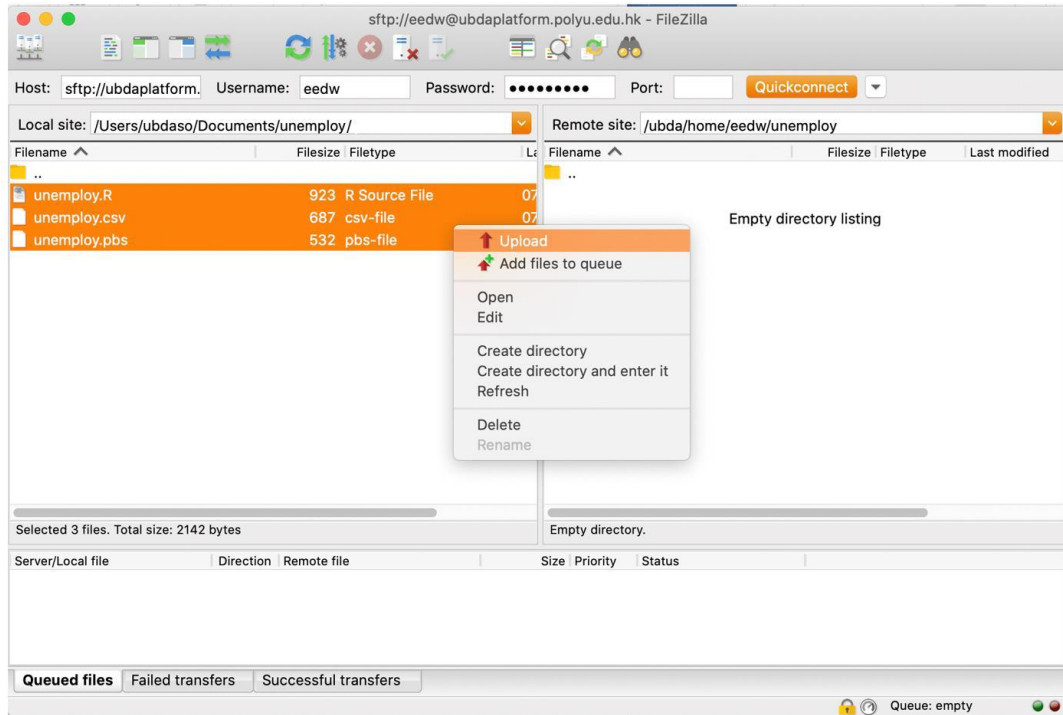 sftp://eedw@ubdaplatform.polyu.edu.hk - FileZilla
Host: sftp://ubdaplatform. Username: eedw Password: ●●●●●●●●● Port: Quickconnect
Local site: /Users/ubdaso/Documents/unemploy/ Remote site: /ubda/home/eedw/unemploy
Filename Filesize Filetype La Filename Filesize Filetype Last modified
.. ..
unemploy.R 923 R Source File 07
unemploy.csv 687 csv-file 07 Empty directory listing
unemploy.pbs 532 pbs-file
Upload
Add files to queue
Open
Edit
Create directory
Create directory and enter it
Refresh
Delete
Rename
Selected 3 files. Total size: 2142 bytes Empty directory.
Server/Local file Direction Remote file Size Priority Status
Queued files Failed transfers Successful transfers
Queue: empty